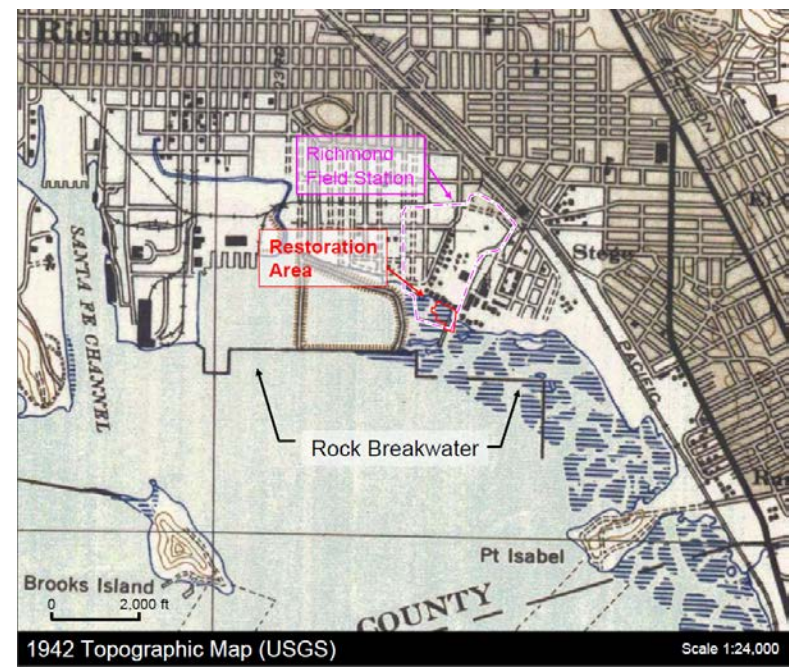 Richmond
23RD
Richmond
Field Station
Restoration
Area
Stege
SANTA FE CHANNEL
PACIFIC
Rock Breakwater
Pt Isabel
Brooks Island
0 2,000 ft
COUNTY
1942 Topographic Map (USGS)
Scale 1:24,000